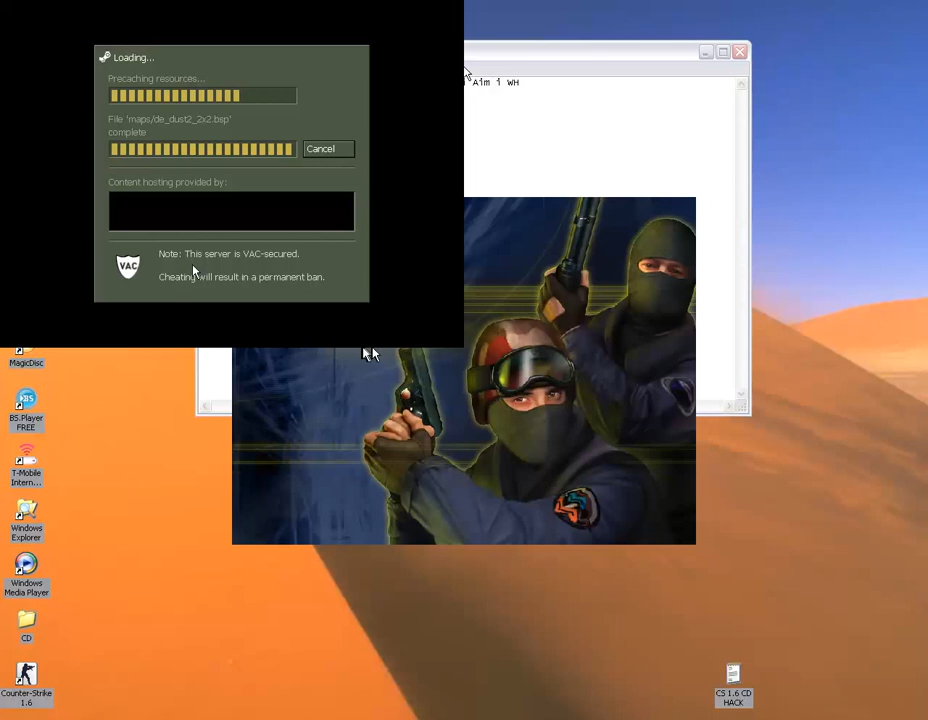 Loading...
Precaching resources...
File 'maps/de_dust2_2x2.bsp'
complete
Cancel
Content hosting provided by:
VAC
Note: This server is VAC-secured.
Cheating will result in a permanent ban.
Aim i WH
MagicDisc
BS
BS.Player
FREE
T-Mobile
Intern...
Windows
Explorer
Windows
Media Player
CD
Counter-Strike
1.6
CS 1.6 CD
HACK